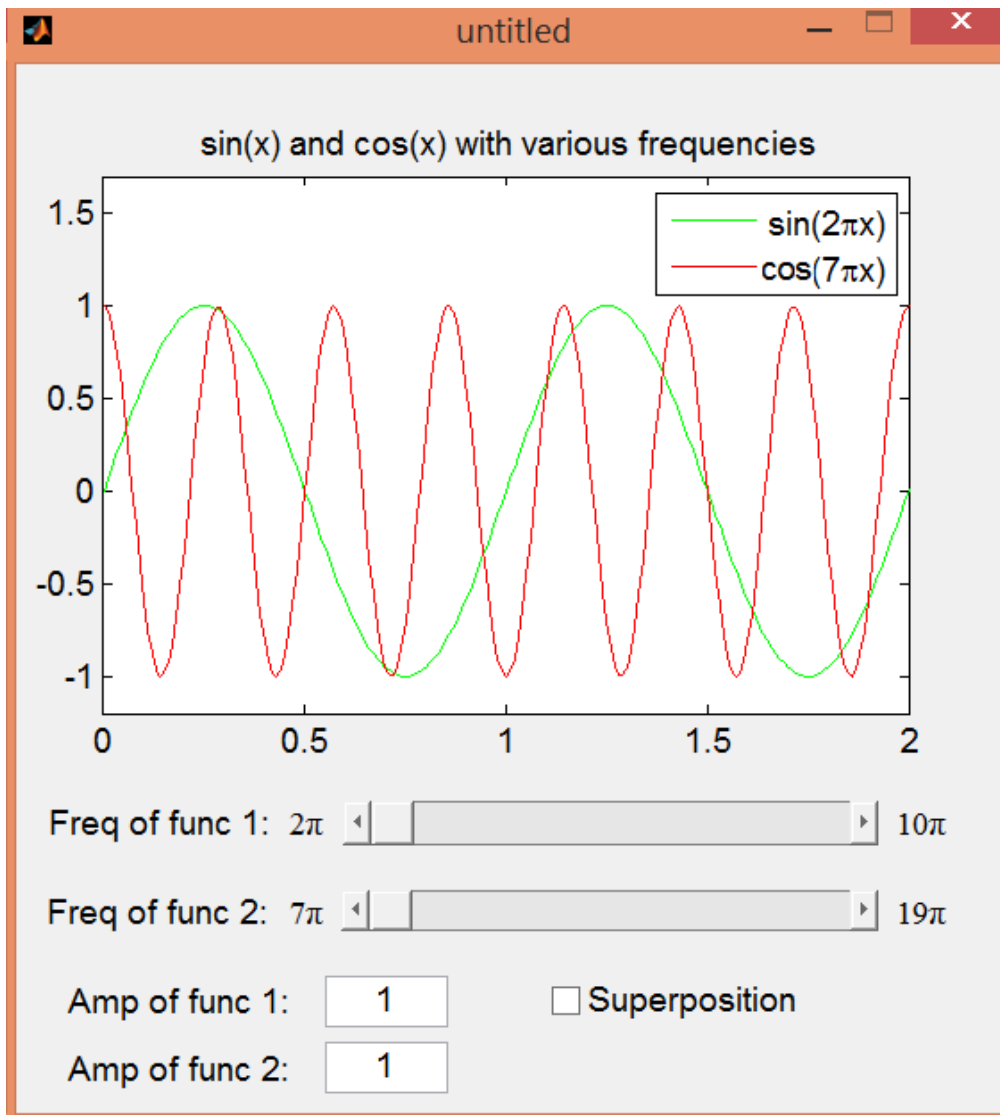 untitled
sin(x) and cos(x) with various frequencies
1.5
1
0.5
0
-0.5
-1
sin(2πx)
cos(7πx)
0 0.5 1 1.5 2
Freq of func 1: 2π 10π
Freq of func 2: 7π 19π
Amp of func 1: 1 Superposition
Amp of func 2: 1